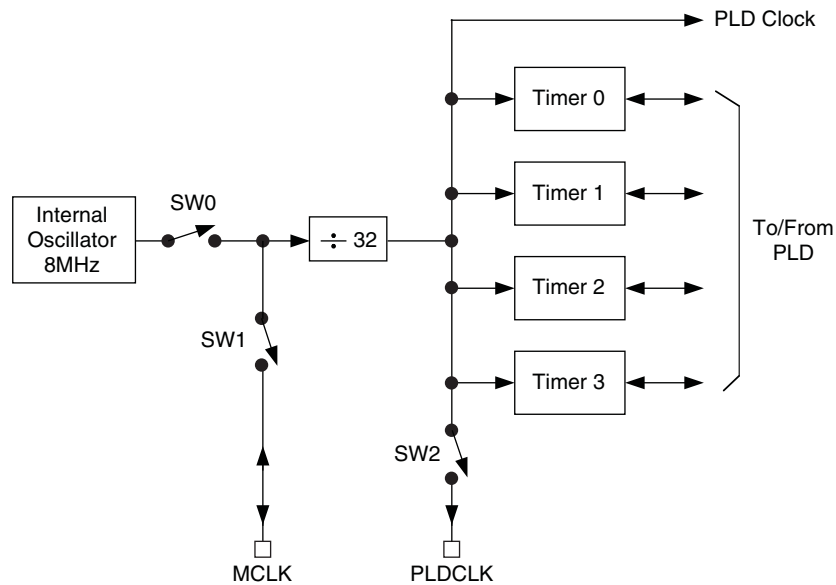 PLD Clock
Timer 0
Timer 1
Internal
Oscillator
8MHz
SW0
÷ 32
To/From
PLD
Timer 2
SW1
Timer 3
SW2
MCLK
PLDCLK